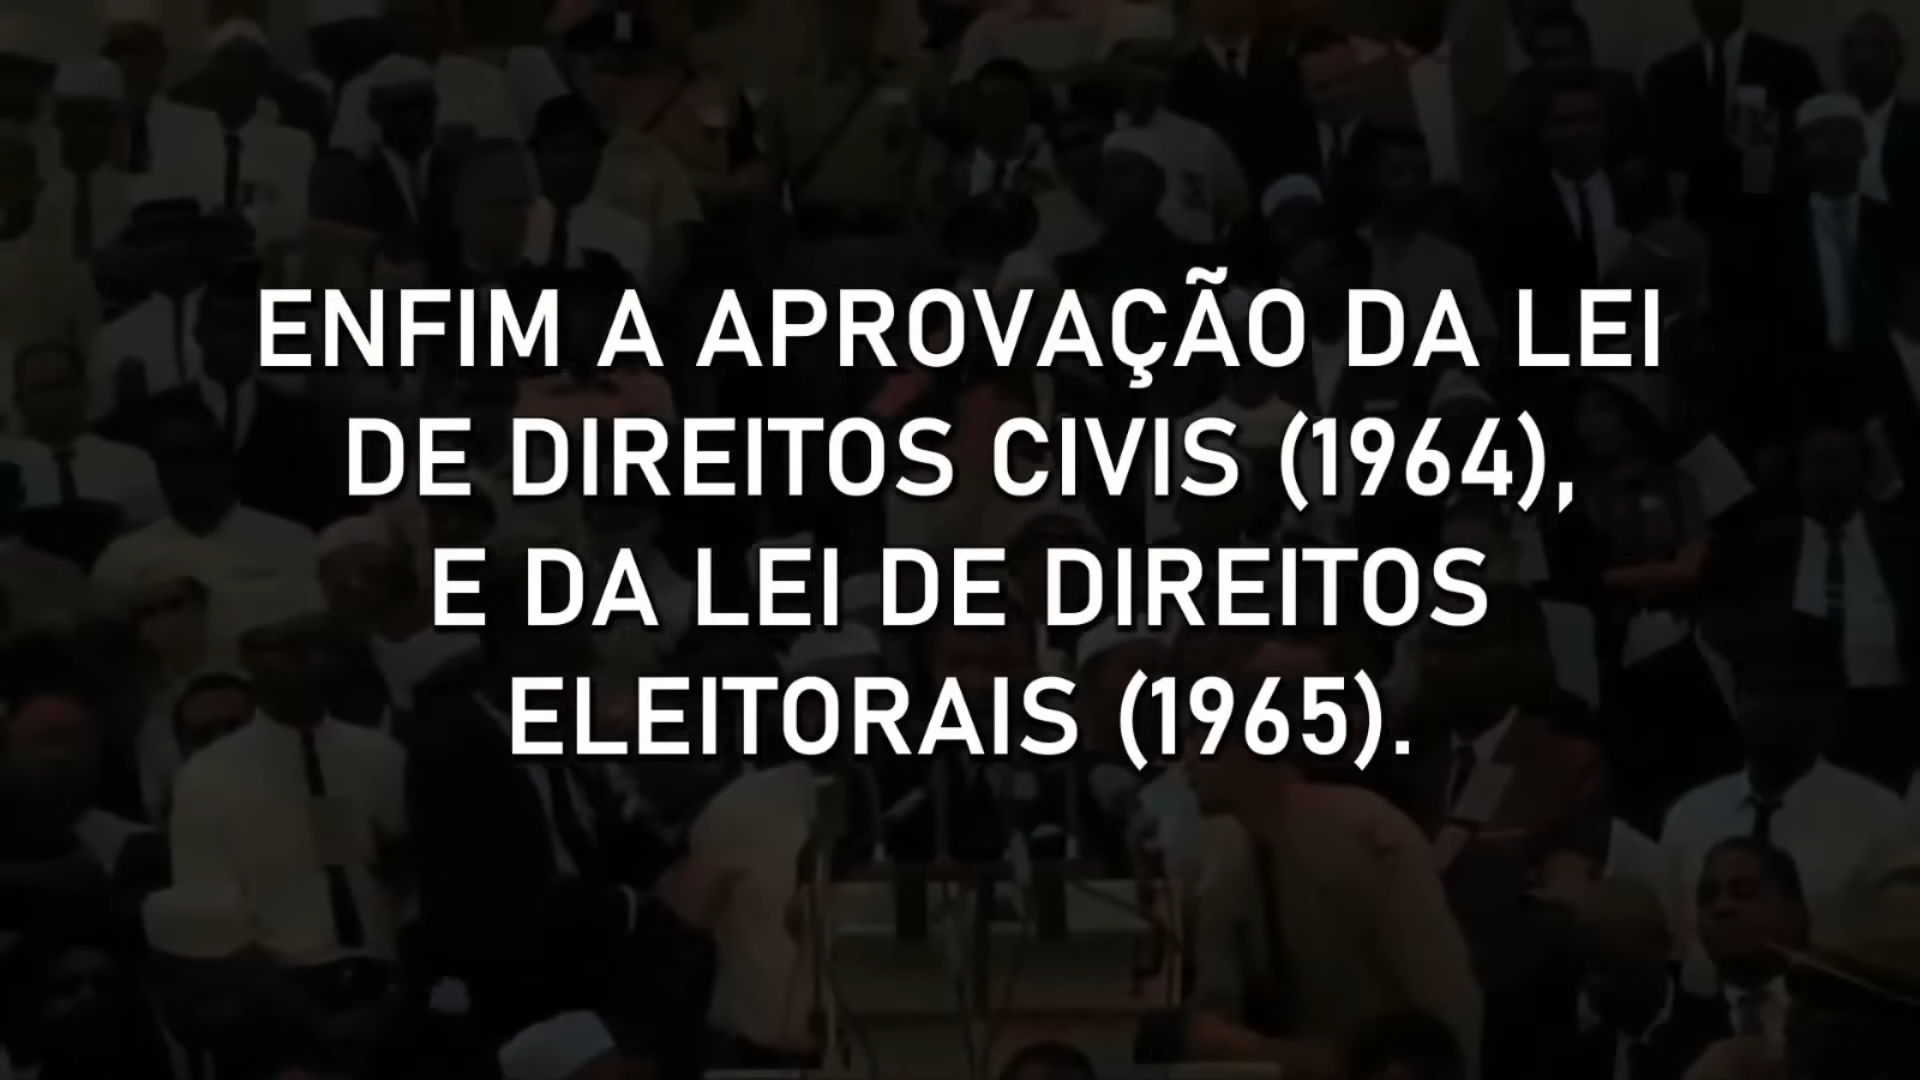 ENFIM A APROVAÇÃO DA LEI
DE DIREITOS CIVIS (1964),
E DA LEI DE DIREITOS
ELEITORAIS (1965).